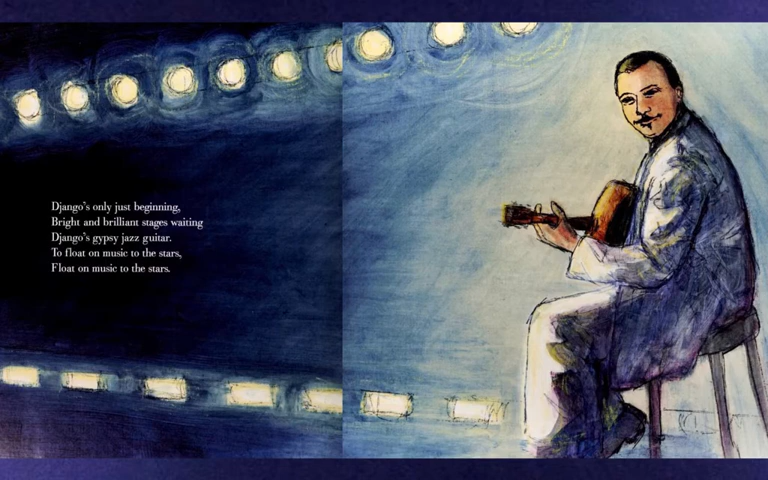 Django's only just beginning,
Bright and brilliant stages waiting
Django's gypsy jazz guitar.
To float on music to the stars,
Float on music to the stars.